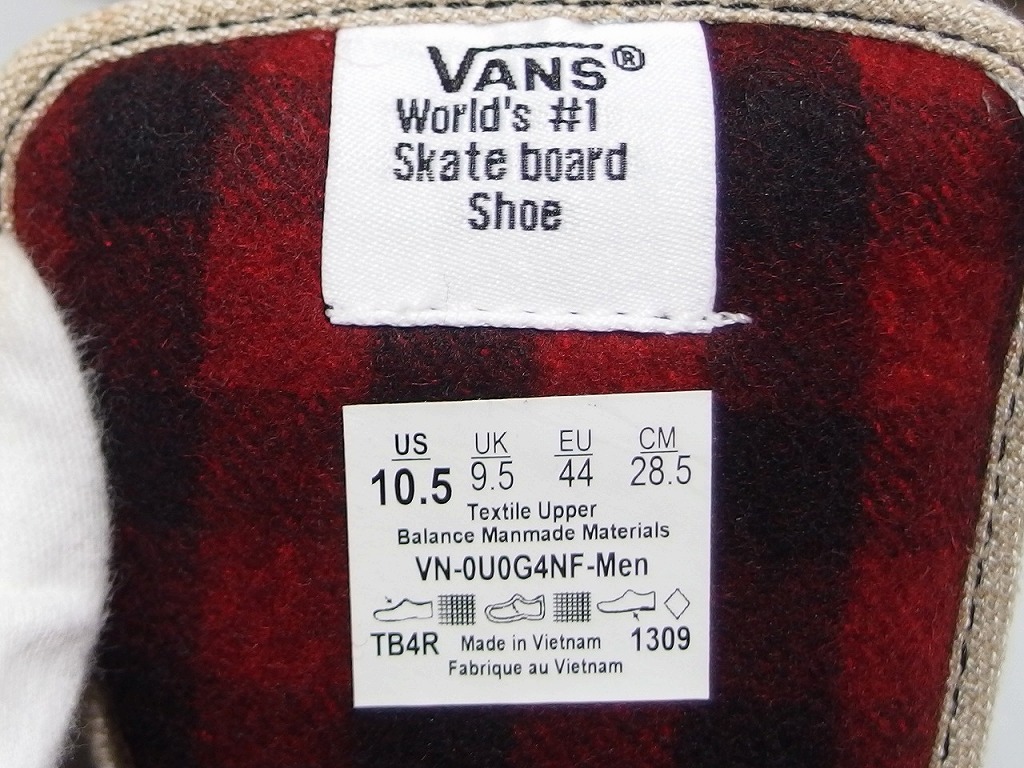 VANS®
World's #1
Skate board
Shoe
US UK EU CM
10.5 9.5 44 28.5
Textile Upper
Balance Manmade Materials
VN-0U0G4NF-Men
TB4R Made in Vietnam 1309
Fabrique au Vietnam